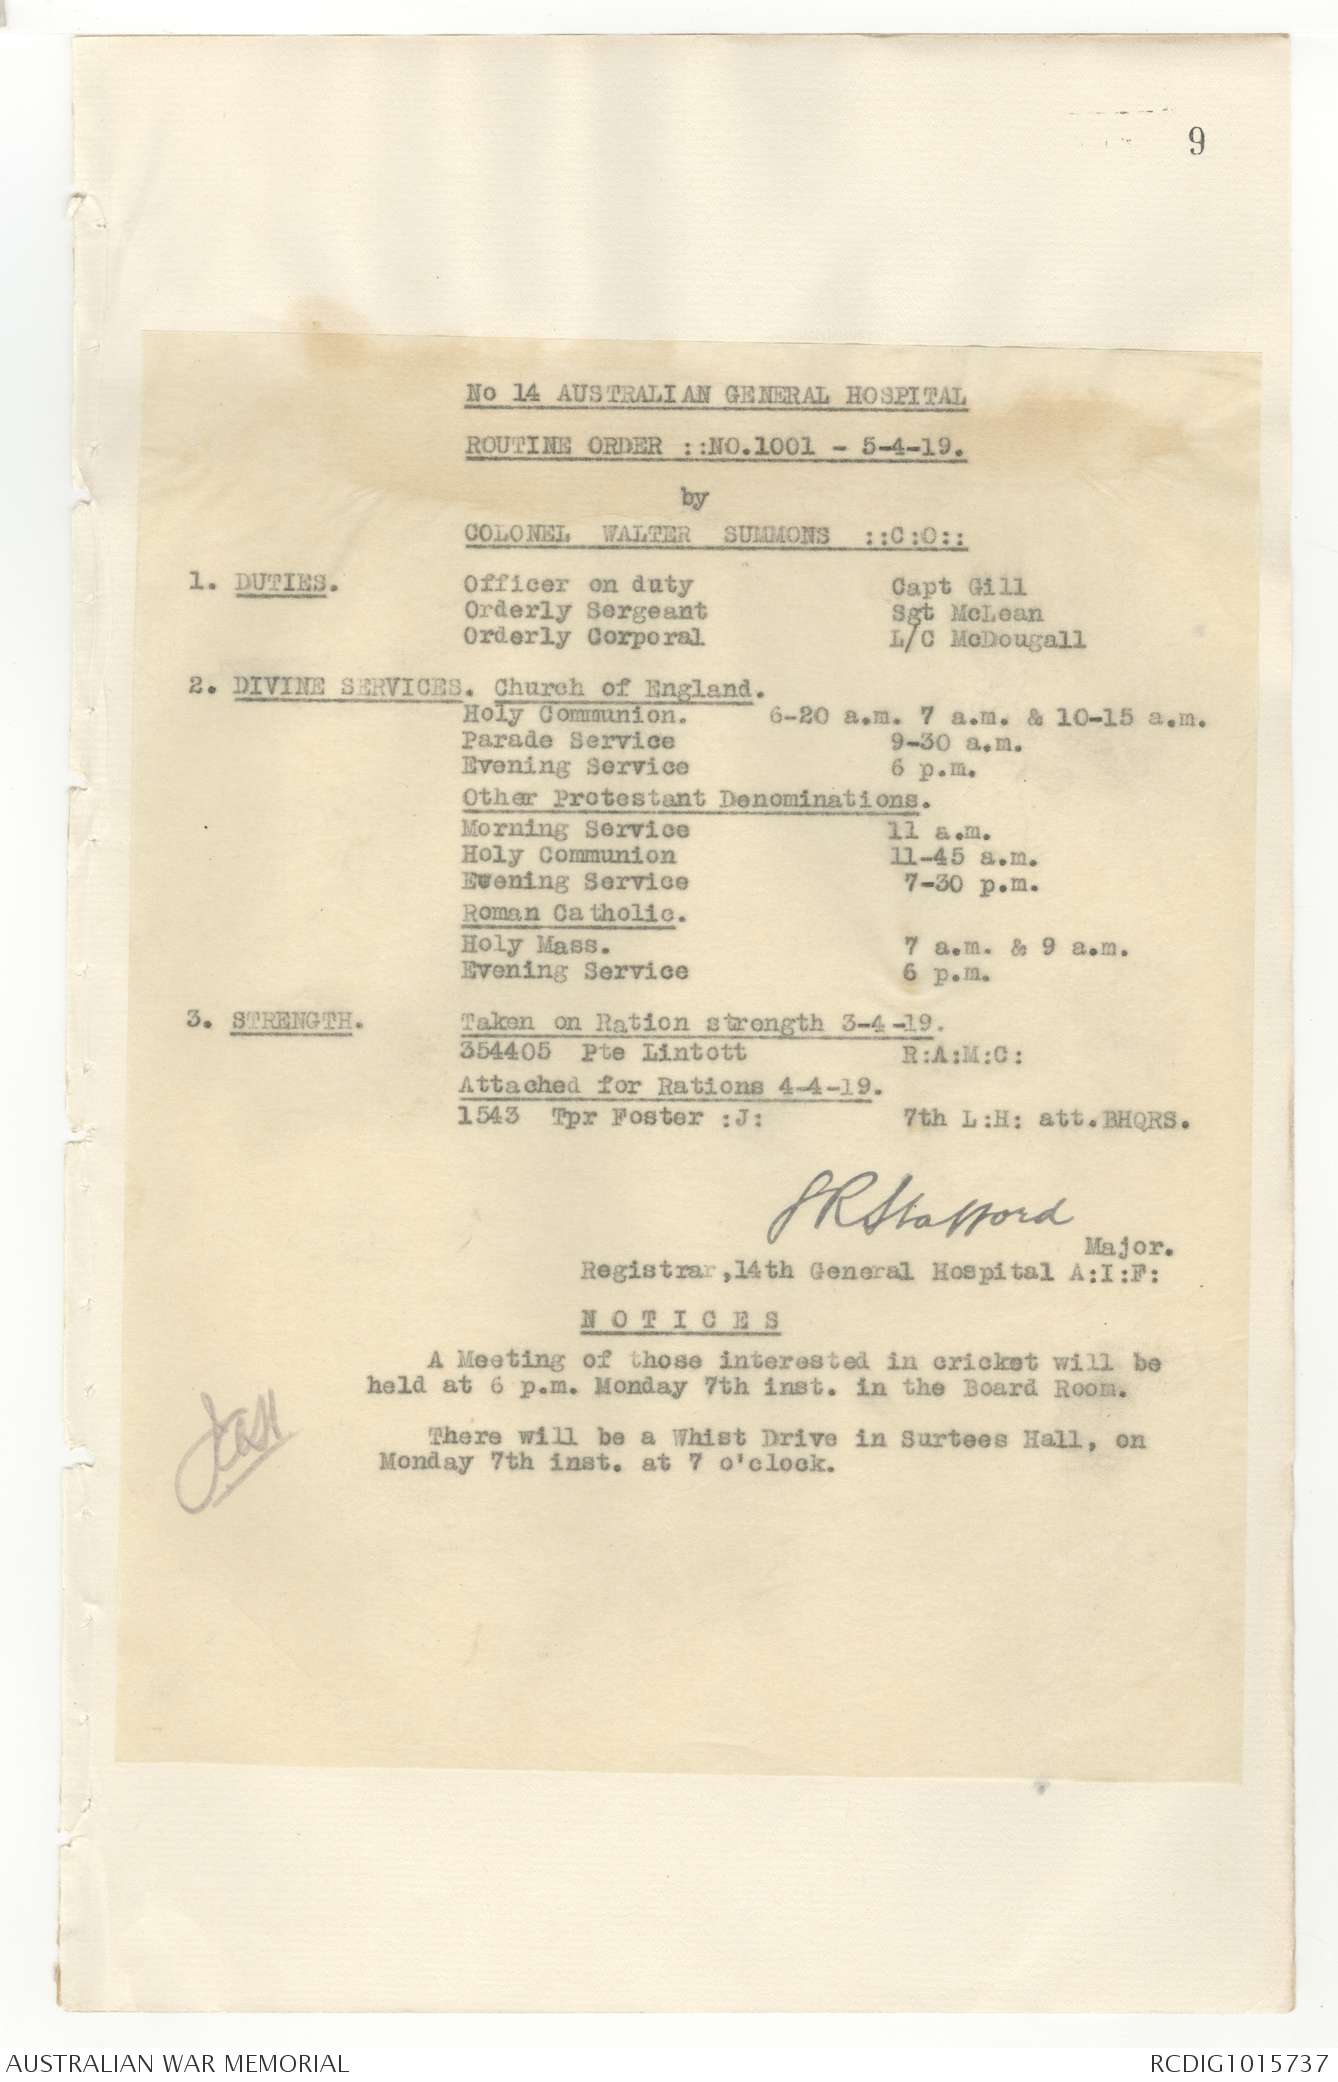 9
No 14 AUSTRALIAN GENERAL HOSPITAL
ROUTINE ORDER ::NO.1001 - 5-4-19.
by
COLONEL WALTER SUMMONS ::C:O::
1. DUTIES. Officer on duty Capt Gill
Orderly Sergeant Sgt McLean
Orderly Corporal L/C McDougall
2. DIVINE SERVICES. Church of England.
Holy Communion. 6-20 a.m. 7 a.m. & 10-15 a.m.
Parade Service 9-30 a.m.
Evening Service 6 p.m.
Other Protestant Denominations.
Morning Service 11 a.m.
Holy Communion 11-45 a.m.
Evening Service 7-30 p.m.
Roman Catholic.
Holy Mass. 7 a.m. & 9 a.m.
Evening Service 6 p.m.
3. STRENGTH. Taken on Ration strength 3-4-19.
354405 Pte Lintott R:A:M:C:
Attached for Rations 4-4-19.
1543 Tpr Foster :J: 7th L:H: att.BHQRS.
JRStafford
Major.
Registrar,14th General Hospital A:I:F:
N O T I C E S
A Meeting of those interested in cricket will be
held at 6 p.m. Monday 7th inst. in the Board Room.
There will be a Whist Drive in Surtees Hall, on
Monday 7th inst. at 7 o'clock.
AUSTRALIAN WAR MEMORIAL RCDIG1015737